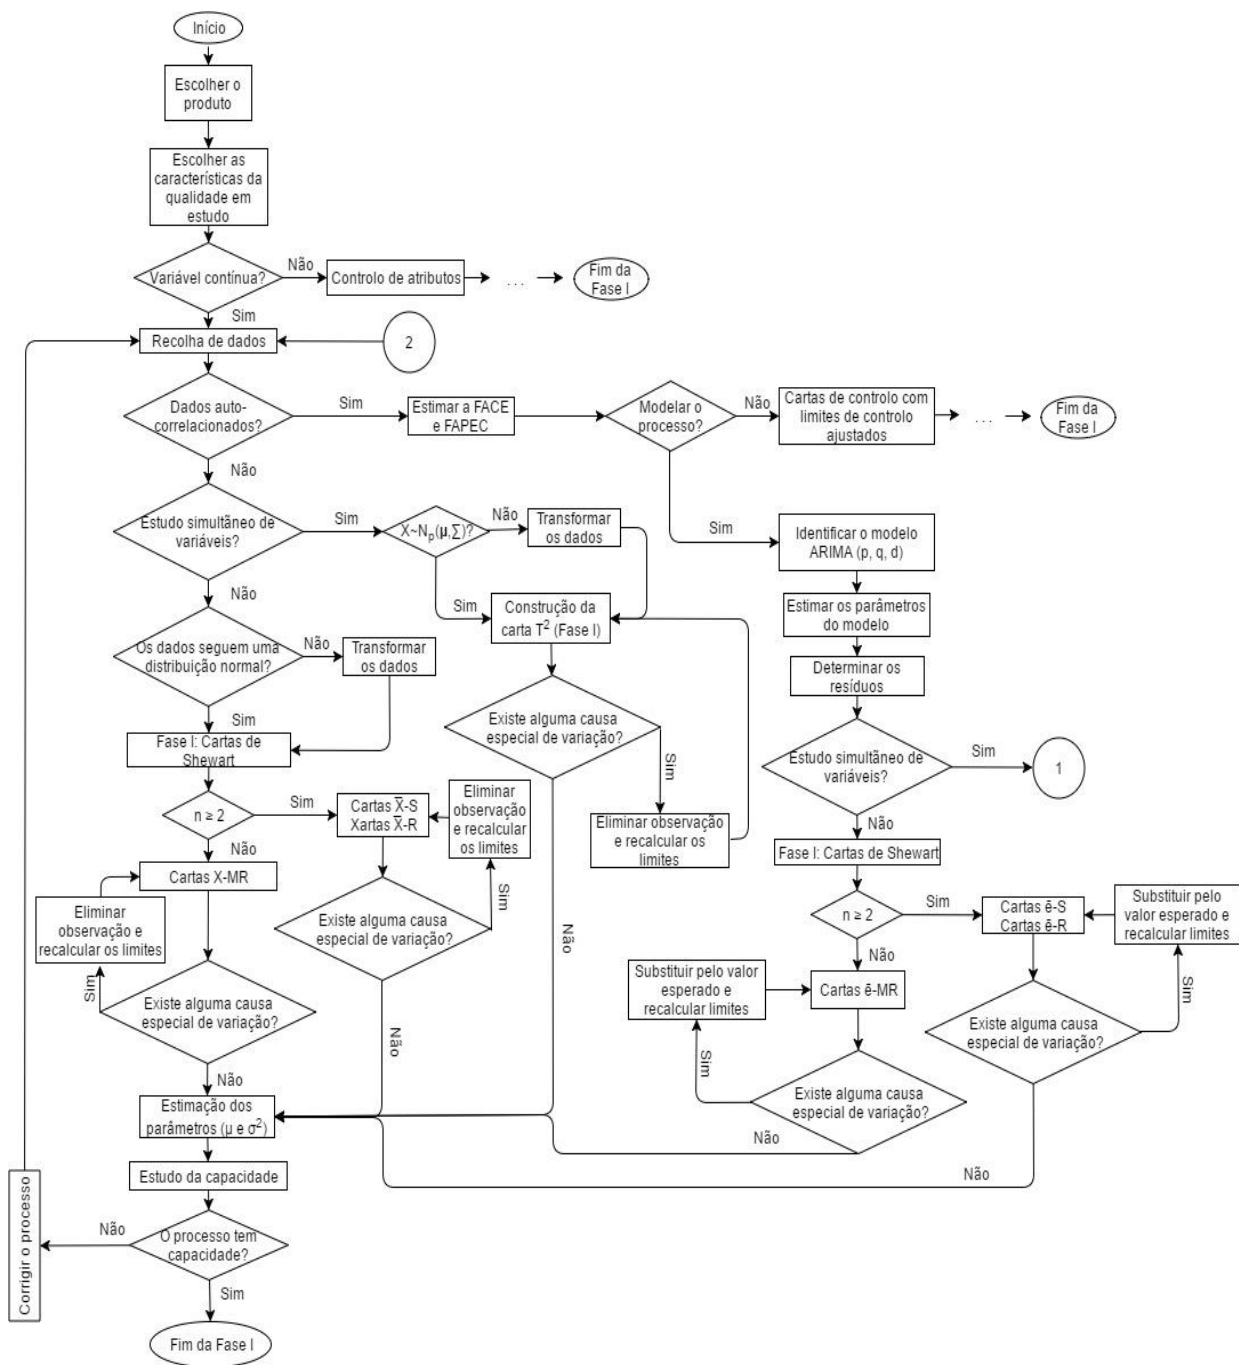 Início
Escolher o
produto
Escolher as
características da
qualidade em
estudo
Variável contínua?
Não
Controlo de atributos
...
Fim da
Fase I
Sim
Recolha de dados
2
Dados auto-
correlacionados?
Sim
Estimar a FACE
e FAPEC
Modelar o
processo?
Não
Cartas de controlo com
limites de controlo
ajustados
...
Fim da
Fase I
Não
Estudo simultâneo de
variáveis?
Sim
X~Np(μ,∑)?
Não
Transformar
os dados
Sim
Identificar o modelo
ARIMA (p, q, d)
Não
Sim
Construção da
carta T² (Fase I)
Estimar os parâmetros
do modelo
Os dados seguem uma
distribuição normal?
Não
Transformar
os dados
Determinar os
resíduos
Sim
Existe alguma causa
especial de variação?
Sim
Estudo simultâneo de
variáveis?
Sim
1
Fase I: Cartas de
Shewart
n ≥ 2
Sim
Cartas X̅-S
Xartas X̅-R
Eliminar
observação
e recalcular
os limites
Eliminar observação
e recalcular os
limites
Não
Fase I: Cartas de Shewart
Não
Cartas X-MR
Sim
Eliminar
observação e
recalcular os limites
Existe alguma causa
especial de variação?
Não
n ≥ 2
Sim
Cartas ē-S
Cartas ē-R
Substituir pelo
valor esperado e
recalcular limites
Não
Substituir pelo valor
esperado e
recalcular limites
Cartas ē-MR
Sim
Sim
Existe alguma causa
especial de variação?
Não
Existe alguma causa
especial de variação?
Sim
Não
Existe alguma causa
especial de variação?
Estimação dos
parâmetros (μ e σ²)
Não
Estudo da capacidade
Não
Corrigir o processo
Não
O processo tem
capacidade?
Sim
Fim da Fase I